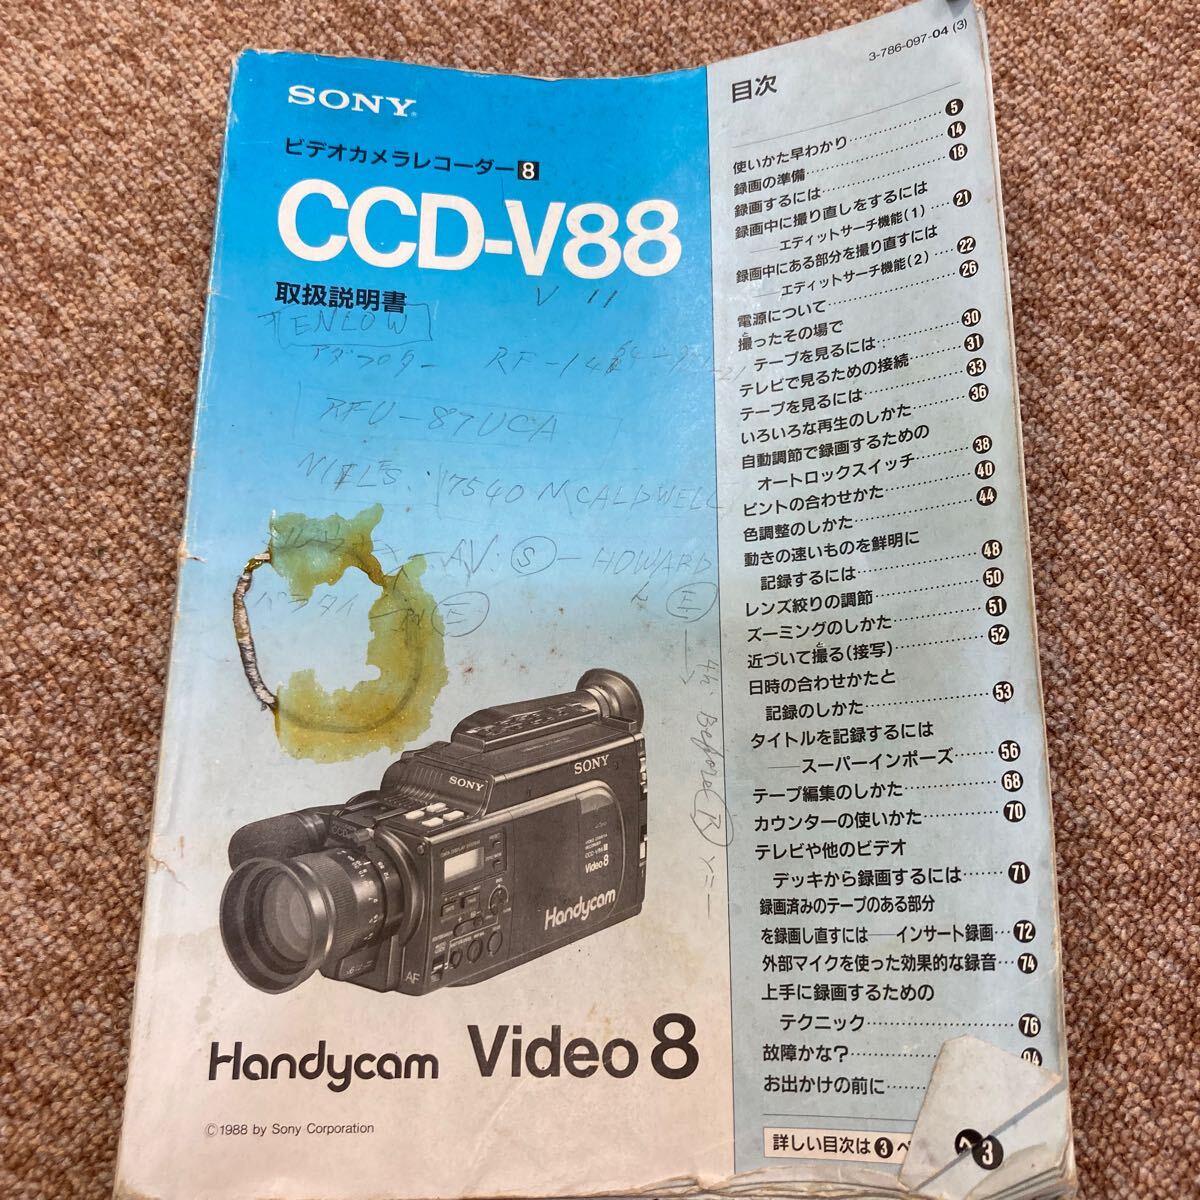 SONY
ビデオカメラレコーダー8
CCD-V88
取扱説明書
V 11
ENLOW
アダプター RF-14
RFU-87UCA
7540 N CALDWELL
AV. S - HOWARD
E
E
4h. Before R
ソニー
SONY
SONY
CCD-V88
Video 8
Handycam
AF
Handycam Video 8
©1988 by Sony Corporation
3-786-097-04 (3)
目次
使いかた早わかり……………5
録画の準備……………14
録画するには……………18
録画中に撮り直しをするには
――エディットサーチ機能(1)……21
録画中にある部分を撮り直すには
――エディットサーチ機能(2)……22
電源について……………26
撮ったその場で
テープを見るには……………30
テレビで見るための接続……………31
テープを見るには……………33
いろいろな再生のしかた……………36
自動調節で録画するための
オートロックスイッチ……………38
ピントの合わせかた……………40
色調整のしかた……………44
動きの速いものを鮮明に
記録するには……………48
レンズ絞りの調節……………50
ズーミングのしかた……………51
近づいて撮る(接写)……………52
日時の合わせかたと
記録のしかた……………53
タイトルを記録するには
――スーパーインポーズ……56
テープ編集のしかた……………68
カウンターの使いかた……………70
テレビや他のビデオ
デッキから録画するには……71
録画済みのテープのある部分
を録画し直すには――インサート録画…72
外部マイクを使った効果的な録音…74
上手に録画するための
テクニック……………76
故障かな?……………
お出かけの前に……
詳しい目次は3ペ
へ 3